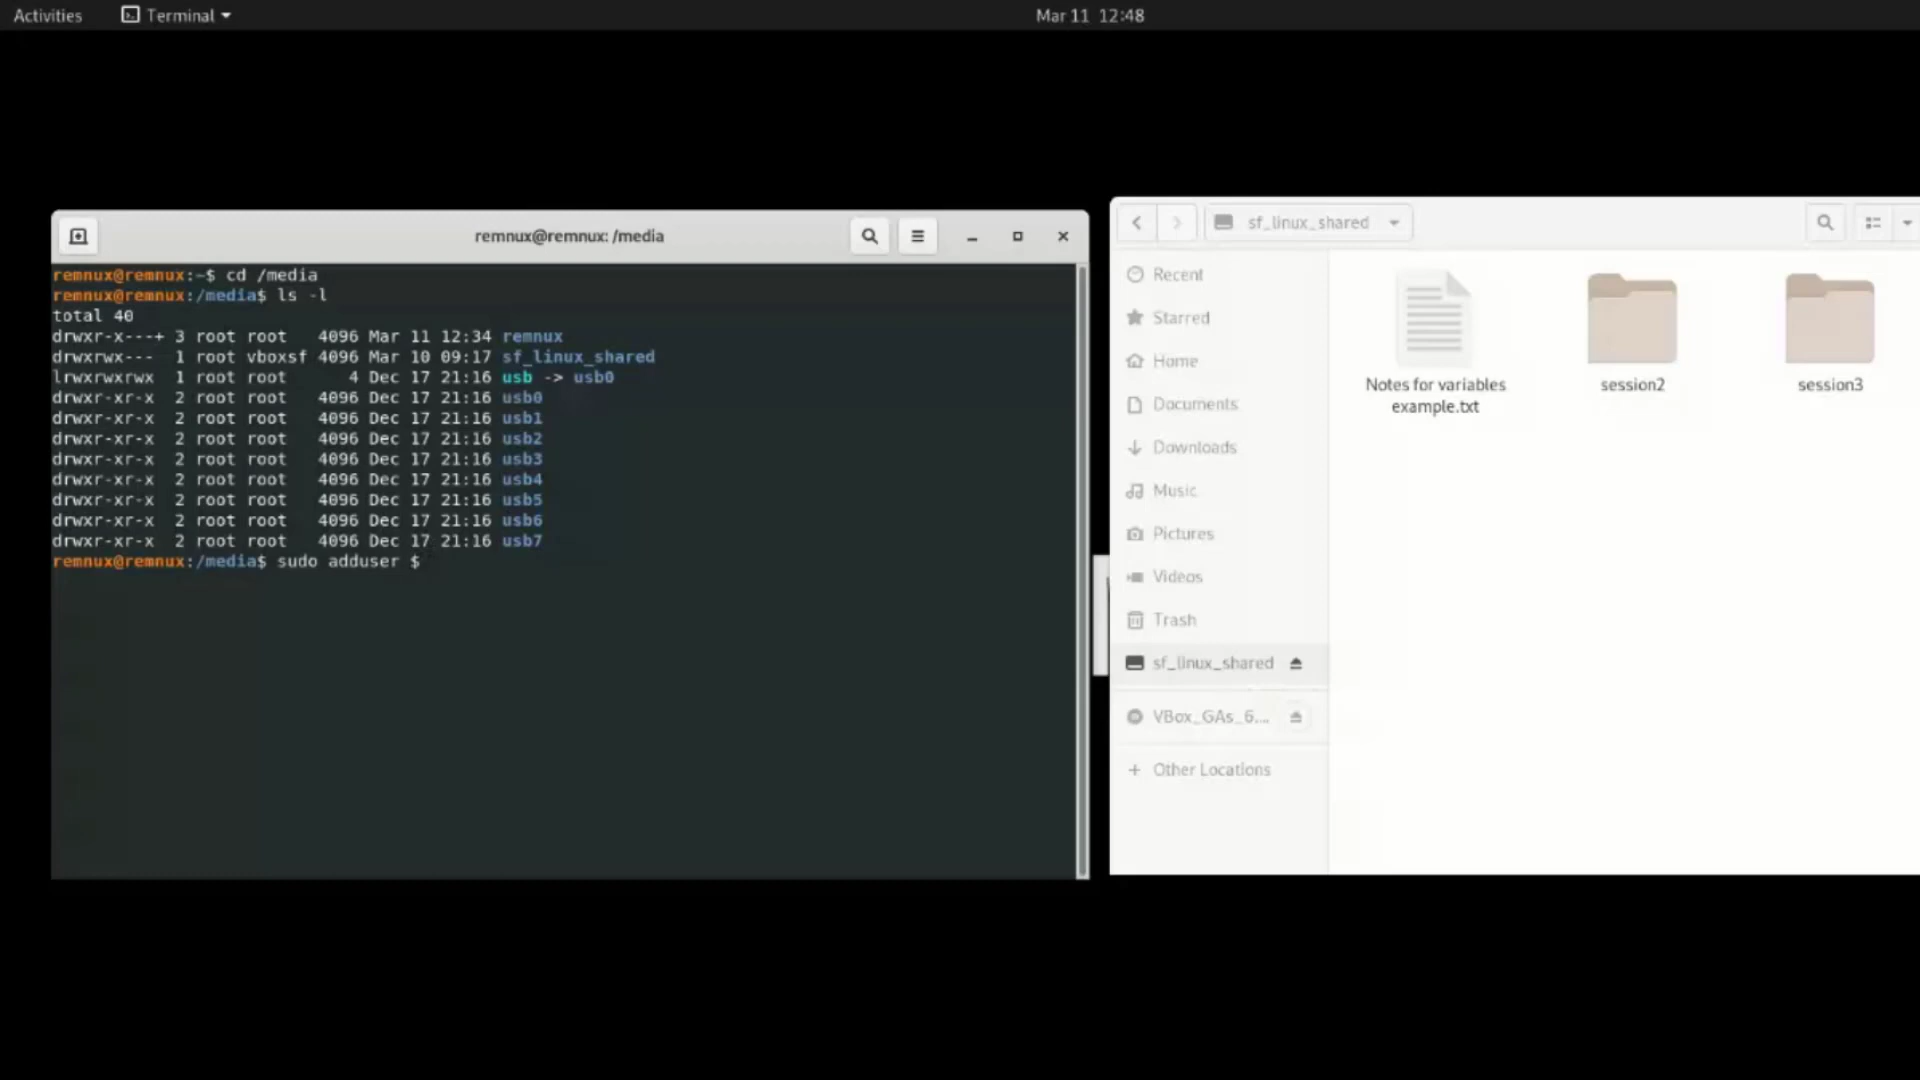 Activities
Terminal
Mar 11 12:48
remnux@remnux: /media
remnux@remnux:~$ cd /media
remnux@remnux:/media$ ls -l
total 40
drwxr-x---+ 3 root root   4096 Mar 11 12:34 remnux
drwxrwx---  1 root vboxsf 4096 Mar 10 09:17 sf_linux_shared
lrwxrwxrwx  1 root root      4 Dec 17 21:16 usb -> usb0
drwxr-xr-x  2 root root   4096 Dec 17 21:16 usb0
drwxr-xr-x  2 root root   4096 Dec 17 21:16 usb1
drwxr-xr-x  2 root root   4096 Dec 17 21:16 usb2
drwxr-xr-x  2 root root   4096 Dec 17 21:16 usb3
drwxr-xr-x  2 root root   4096 Dec 17 21:16 usb4
drwxr-xr-x  2 root root   4096 Dec 17 21:16 usb5
drwxr-xr-x  2 root root   4096 Dec 17 21:16 usb6
drwxr-xr-x  2 root root   4096 Dec 17 21:16 usb7
remnux@remnux:/media$ sudo adduser $
sf_linux_shared
Recent
Starred
Home
Documents
Downloads
Music
Pictures
Videos
Trash
sf_linux_shared
VBox_GAs_6....
Other Locations
Notes for variables
example.txt
session2
session3